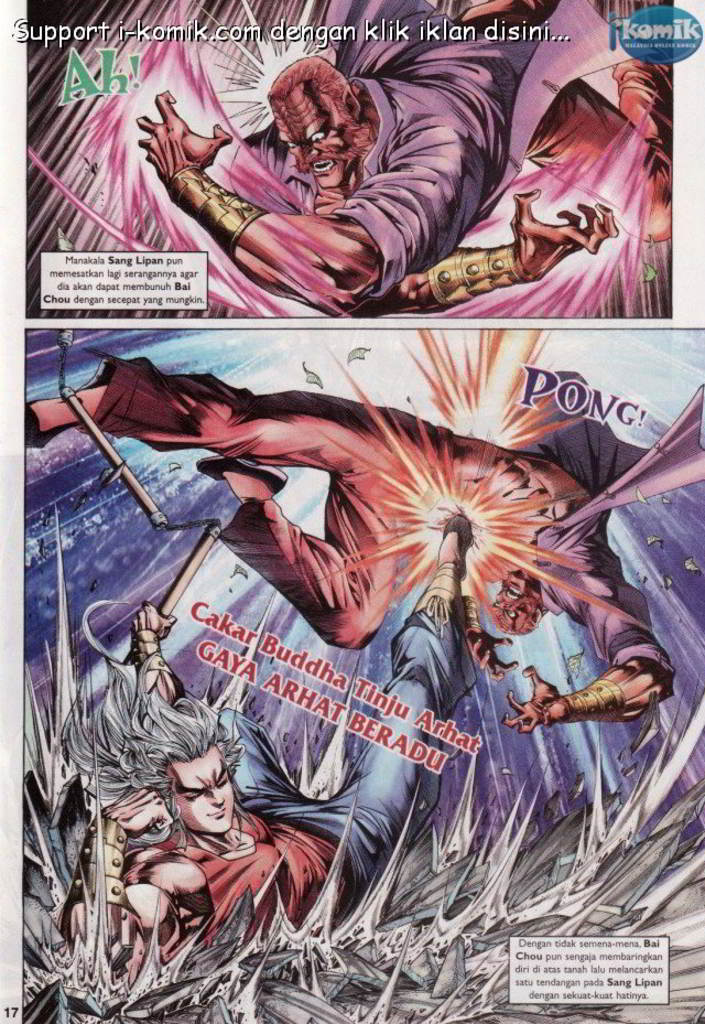 Support i-komik.com dengan klik iklan disini...
iKomik
MALAYSIA ONLINE KOMIK
Ah!
Manakala Sang Lipan pun
memesatkan lagi serangannya agar
dia akan dapat membunuh Bai
Chou dengan secepat yang mungkin.
PONG!
Cakar Buddha Tinju Arhat
GAYA ARHAT BERADU
Dengan tidak semena-mena, Bai
Chou pun sengaja membaringkan
diri di atas tanah lalu melancarkan
satu tendangan pada Sang Lipan
dengan sekuat-kuat hatinya.
17